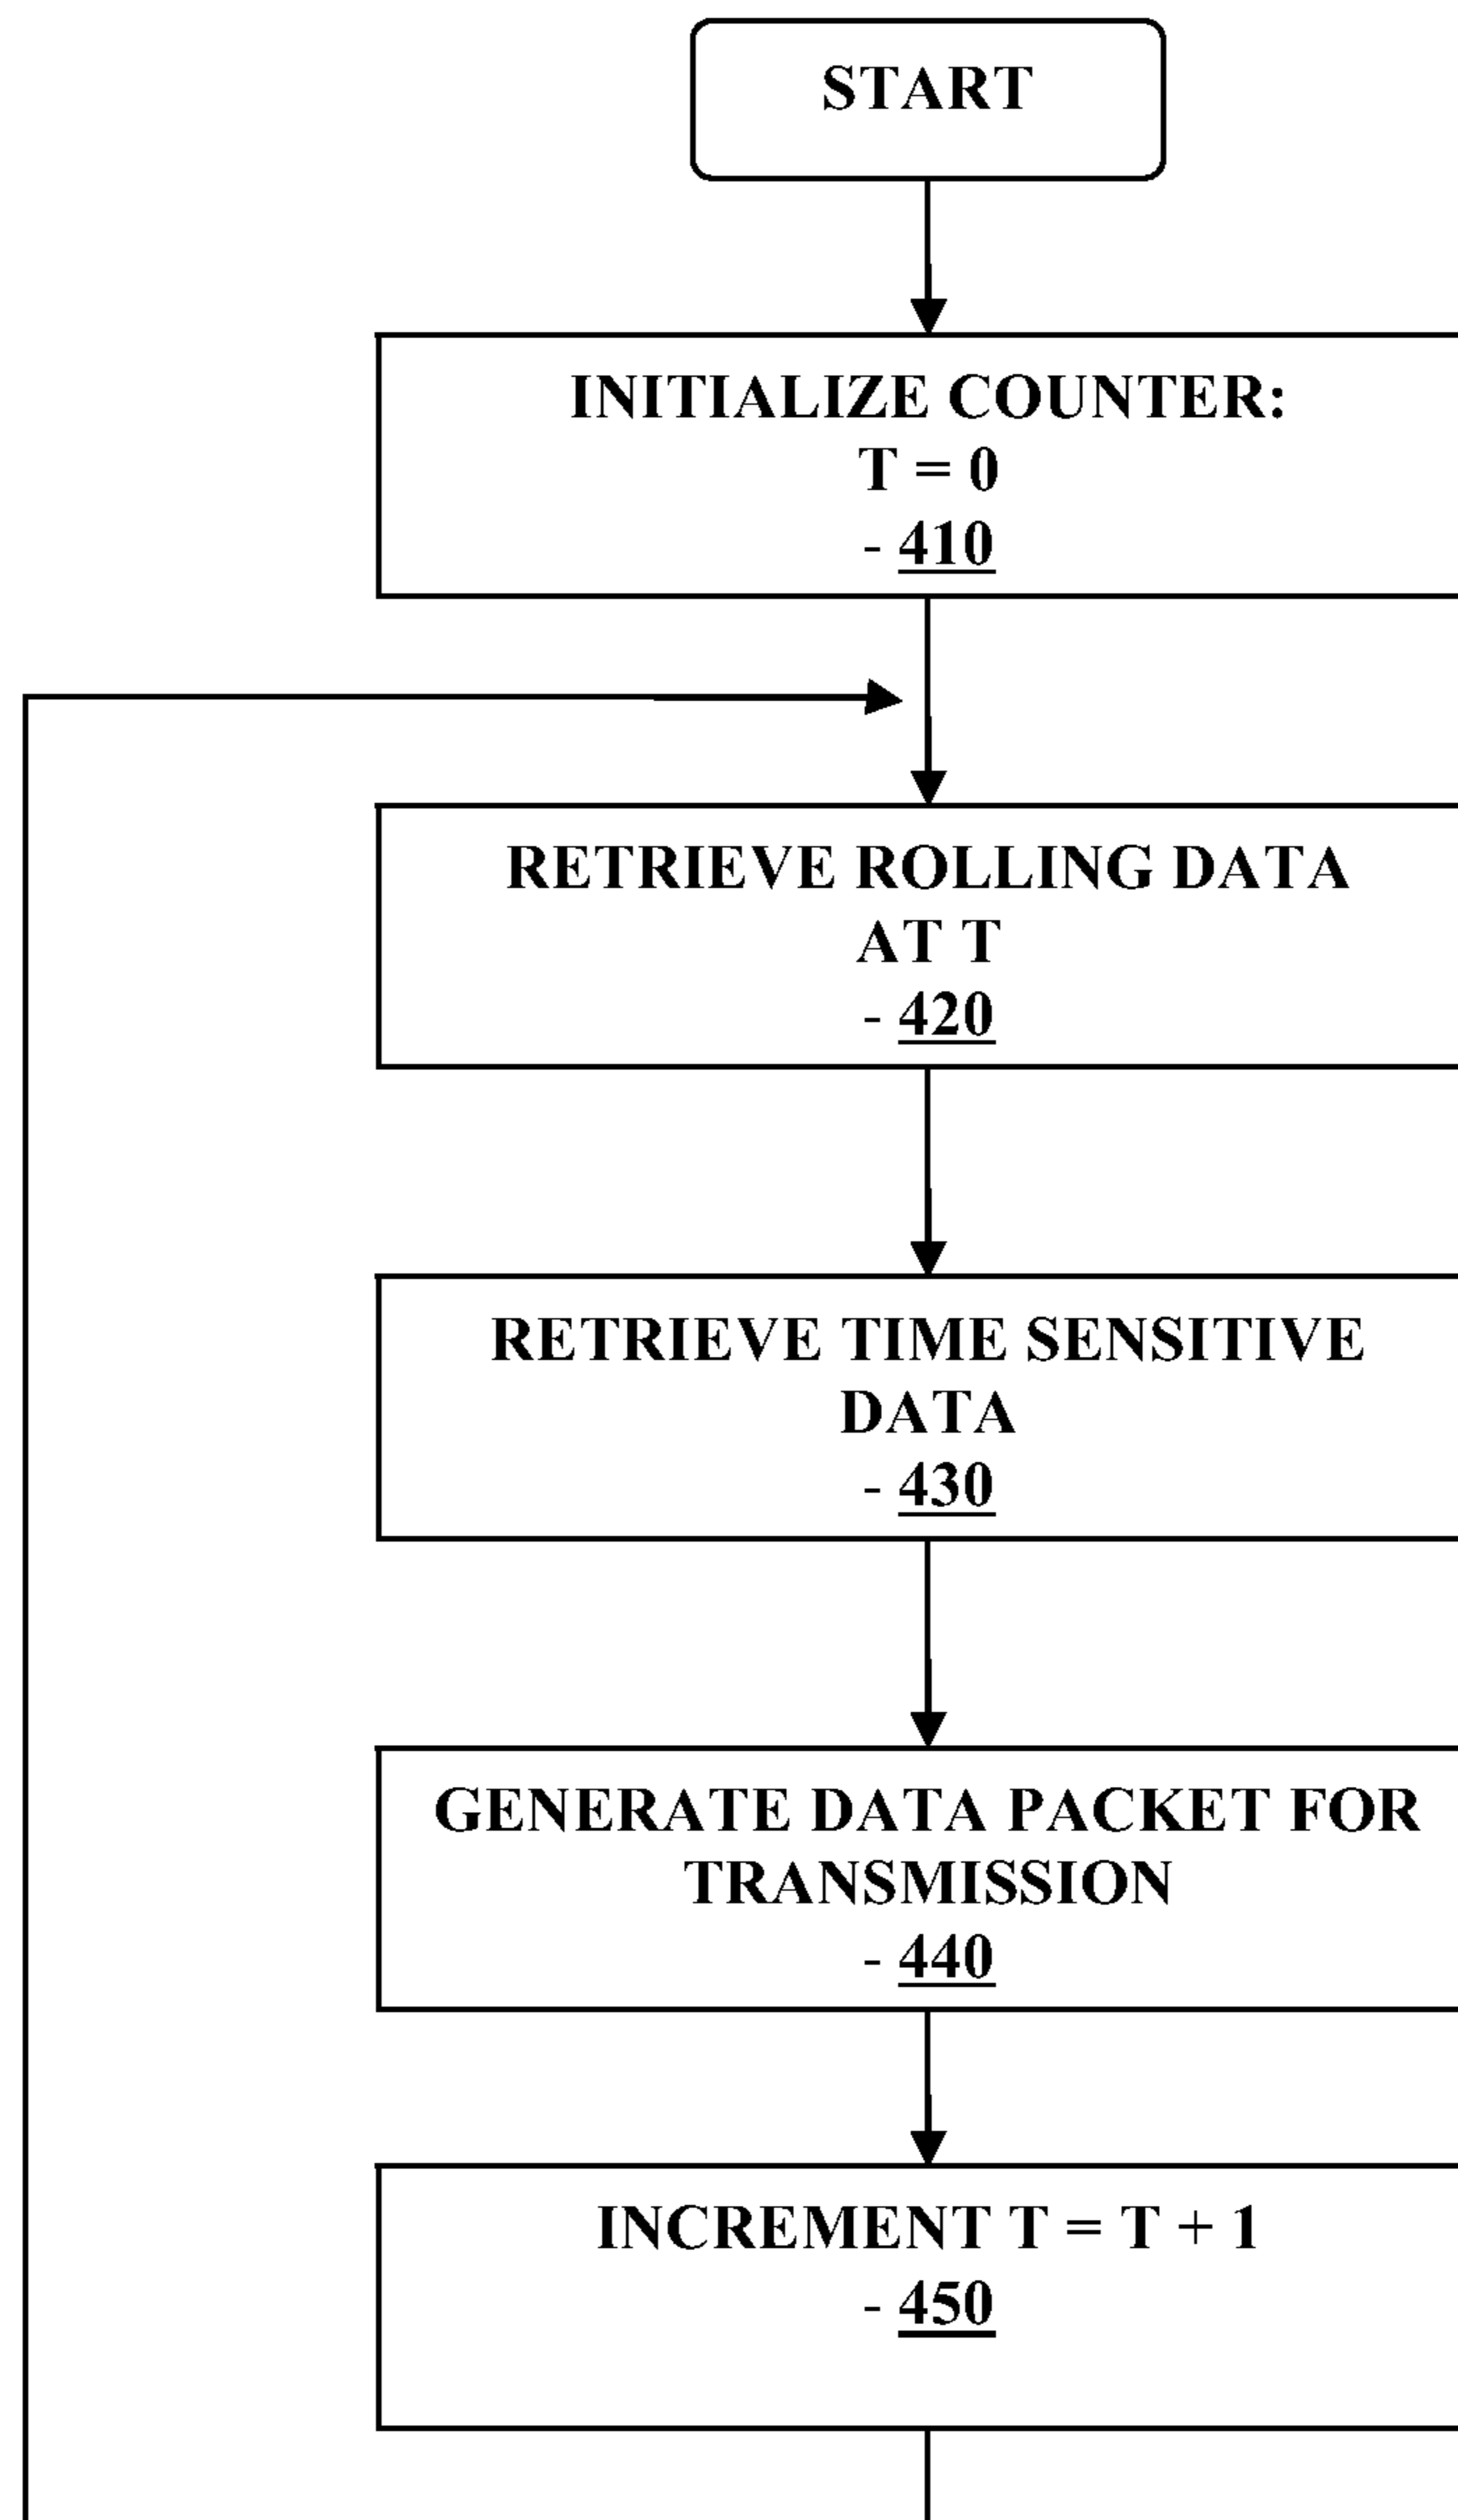 START
INITIALIZE COUNTER:
T = 0
- 410
RETRIEVE ROLLING DATA
AT T
- 420
RETRIEVE TIME SENSITIVE
DATA
- 430
GENERATE DATA PACKET FOR
TRANSMISSION
- 440
INCREMENT T = T + 1
- 450